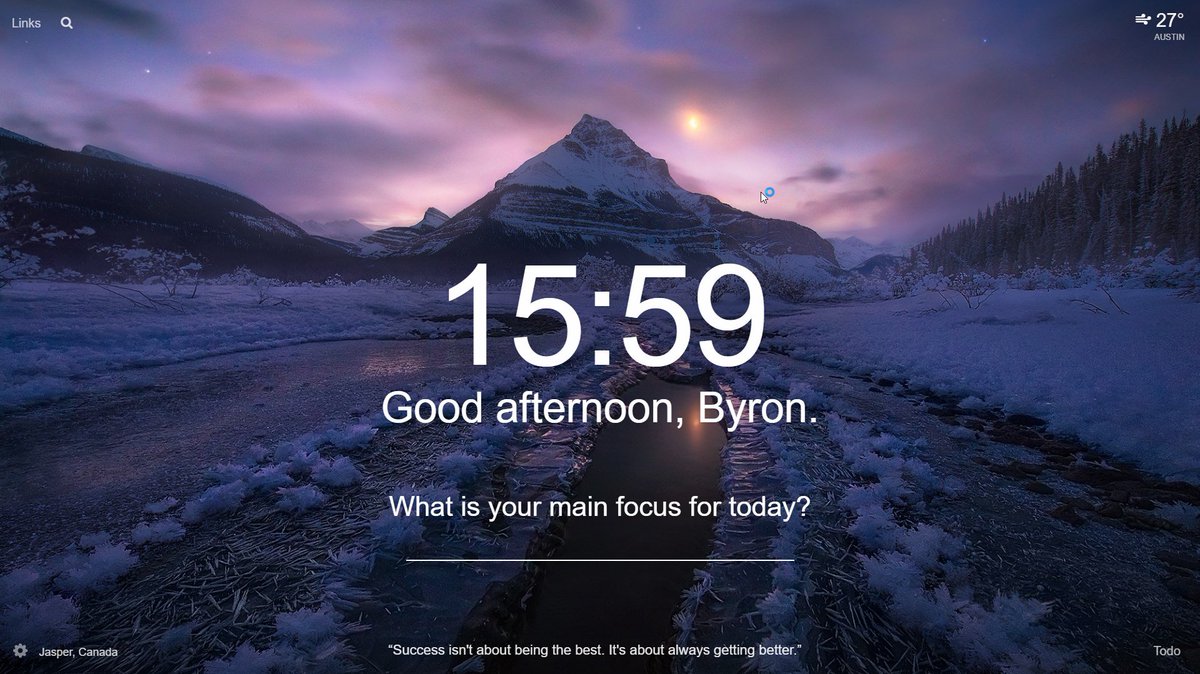 Links
27°
AUSTIN
15:59
Good afternoon, Byron.
What is your main focus for today?
Jasper, Canada
“Success isn't about being the best. It's about always getting better.”
Todo